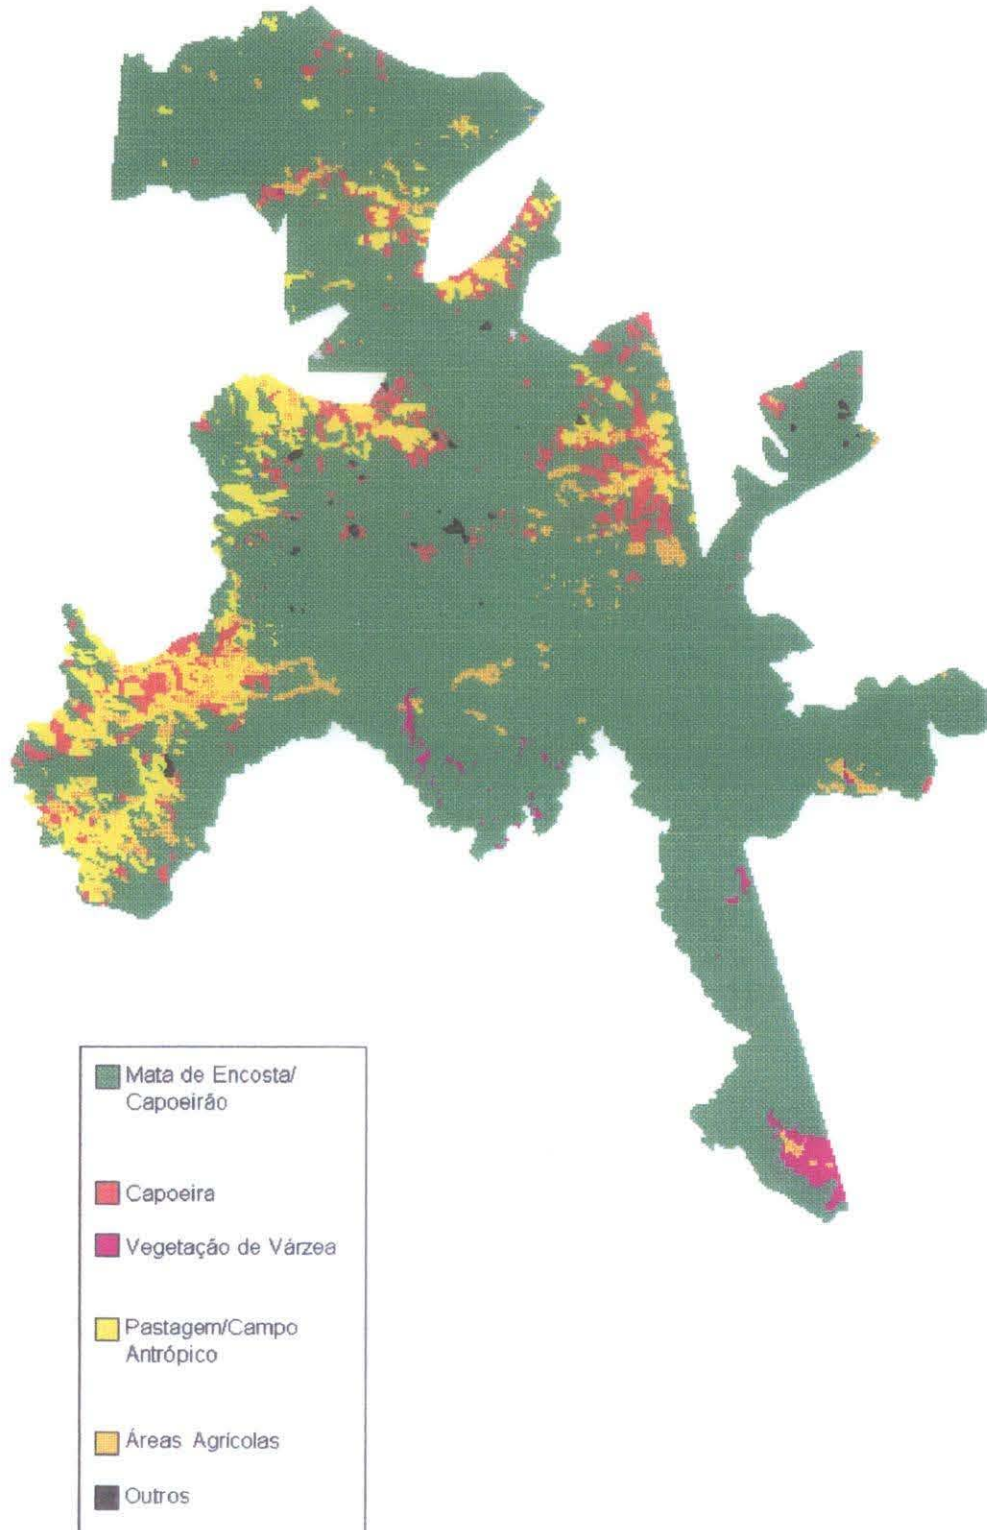 Mata de Encosta/
Capoeirão
Capoeira
Vegetação de Várzea
Pastagem/Campo
Antrópico
Áreas Agrícolas
Outros